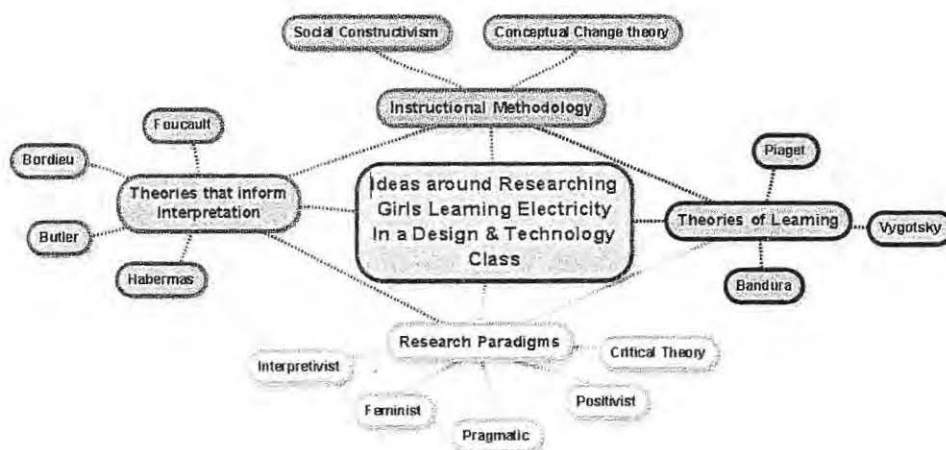 Social Constructivism
Conceptual Change theory
Instructional Methodology
Foucault
Bordieu
Theories that inform
Interpretation
Butler
Habermas
Ideas around Researching
Girls Learning Electricity
In a Design & Technology
Class
Piaget
Theories of Learning
Vygotsky
Bandura
Research Paradigms
Interpretivist
Critical Theory
Feminist
Positivist
Pragmatic